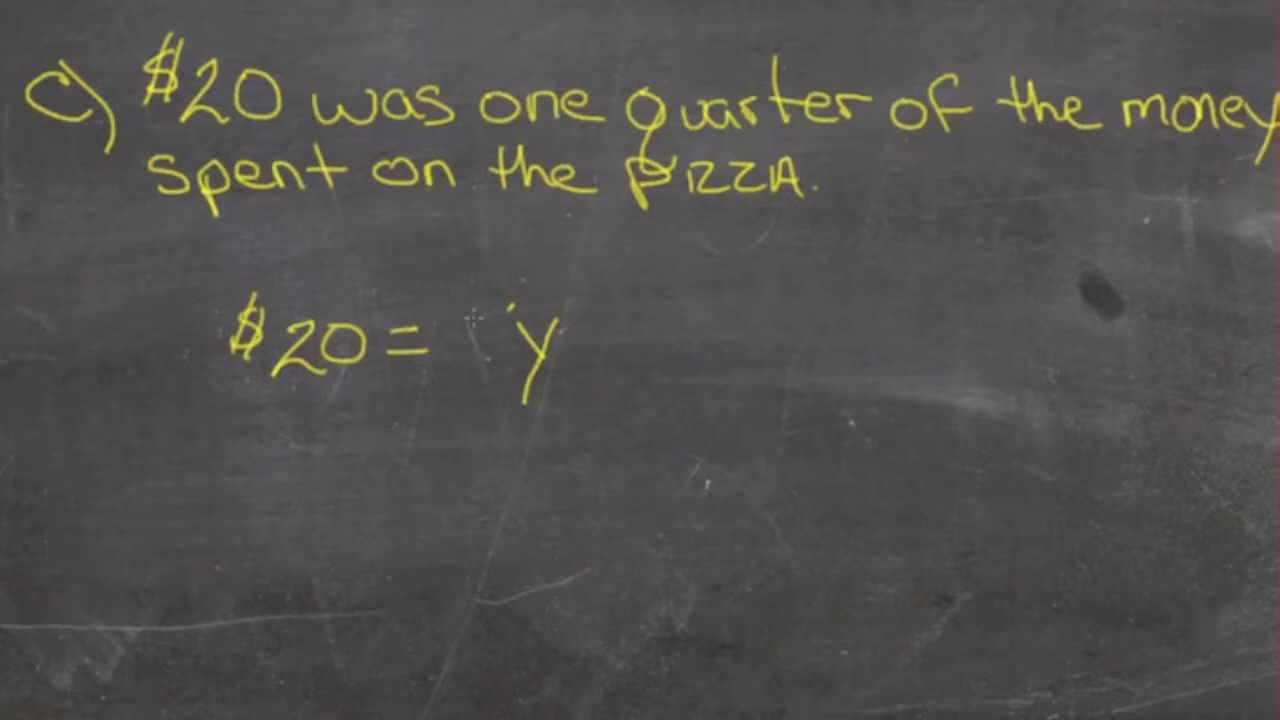 c) $20 was one quarter of the money
spent on the pIZZA.
$20 = y